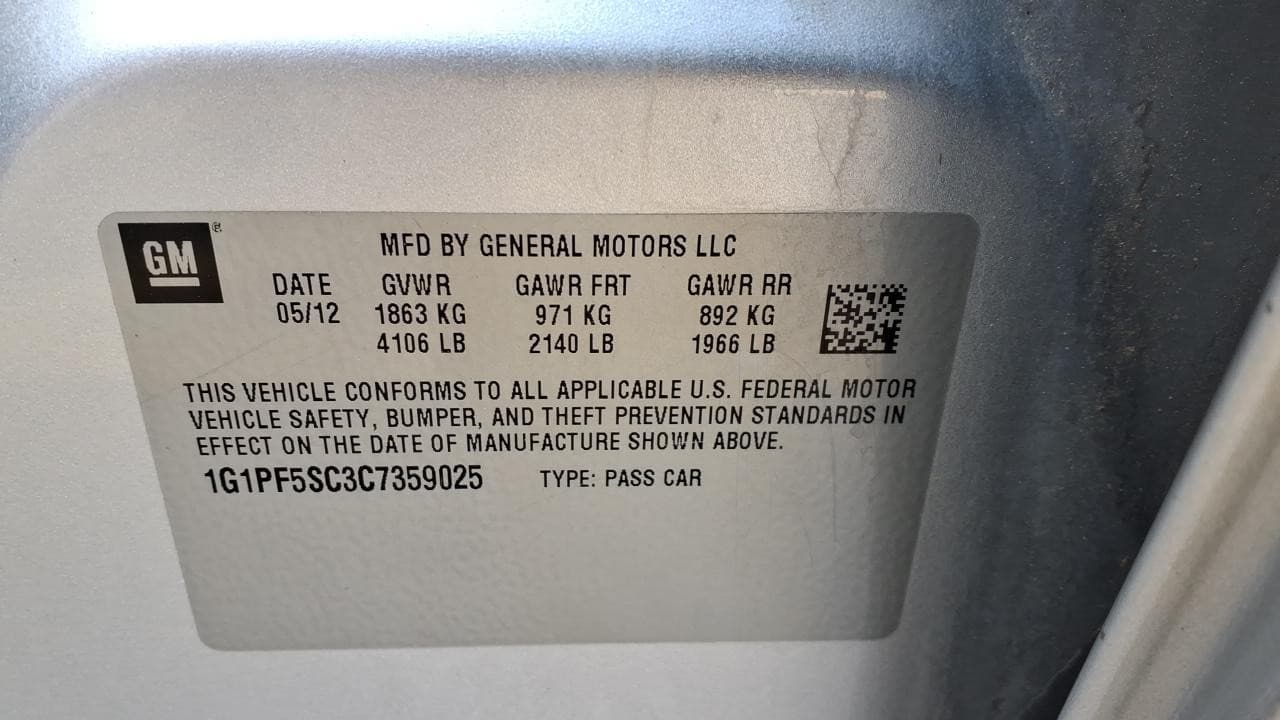 GM®
MFD BY GENERAL MOTORS LLC
DATE GVWR GAWR FRT GAWR RR
05/12 1863 KG 971 KG 892 KG
4106 LB 2140 LB 1966 LB
THIS VEHICLE CONFORMS TO ALL APPLICABLE U.S. FEDERAL MOTOR
VEHICLE SAFETY, BUMPER, AND THEFT PREVENTION STANDARDS IN
EFFECT ON THE DATE OF MANUFACTURE SHOWN ABOVE.
1G1PF5SC3C7359025 TYPE: PASS CAR